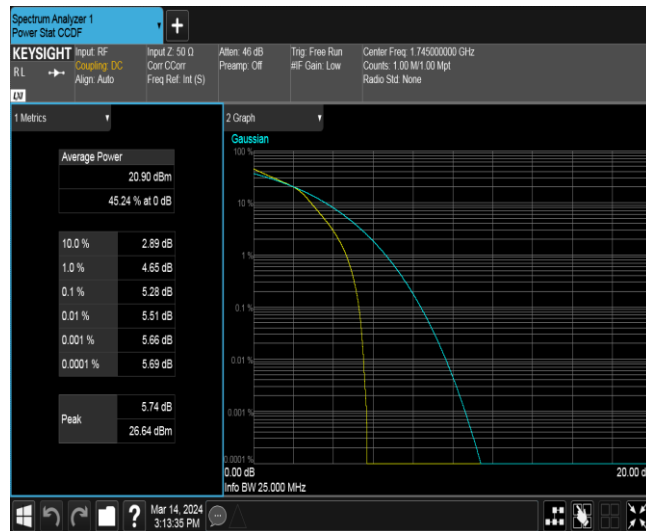 Spectrum Analyzer 1
Power Stat CCDF
+
KEYSIGHT Input: RF Input Z: 50 Ω Atten: 46 dB Trig: Free Run Center Freq: 1.745000000 GHz
RL Coupling: DC Corr CCorr Preamp: Off #IF Gain: Low Counts: 1.00 M/1.00 Mpt
Align: Auto Freq Ref: Int (S) Radio Std: None
LXI
1 Metrics
2 Graph
Average Power
20.90 dBm
45.24 % at 0 dB
10.0 % 2.89 dB
1.0 % 4.65 dB
0.1 % 5.28 dB
0.01 % 5.51 dB
0.001 % 5.66 dB
0.0001 % 5.69 dB
Peak 5.74 dB
26.64 dBm
Gaussian
100 %
10 %
1 %
0.1 %
0.01 %
0.001 %
0.0001 %
0.00 dB 20.00 d
Info BW 25.000 MHz
? Mar 14, 2024
3:13:35 PM